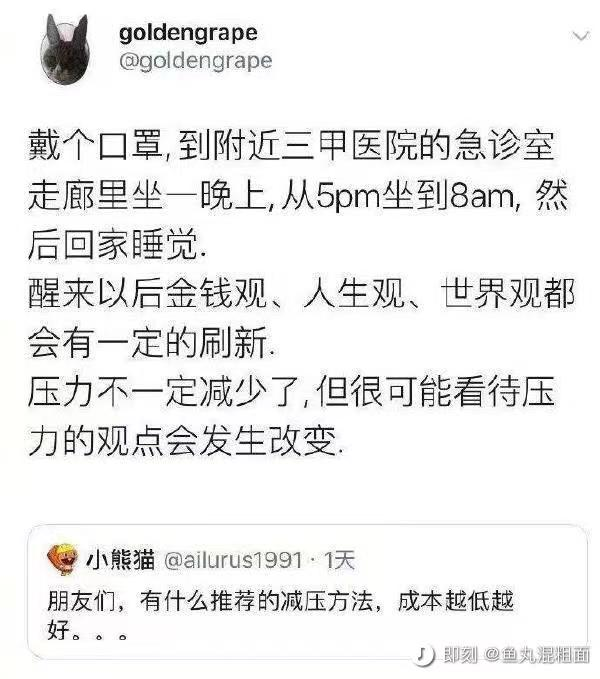 goldengrape
@goldengrape
戴个口罩,到附近三甲医院的急诊室
走廊里坐一晚上,从5pm坐到8am, 然
后回家睡觉.
醒来以后金钱观、人生观、世界观都
会有一定的刷新.
压力不一定减少了,但很可能看待压
力的观点会发生改变.
小熊猫 @ailurus1991 · 1天
朋友们，有什么推荐的减压方法，成本越低越
好。。。
即刻 @鱼丸混粗面